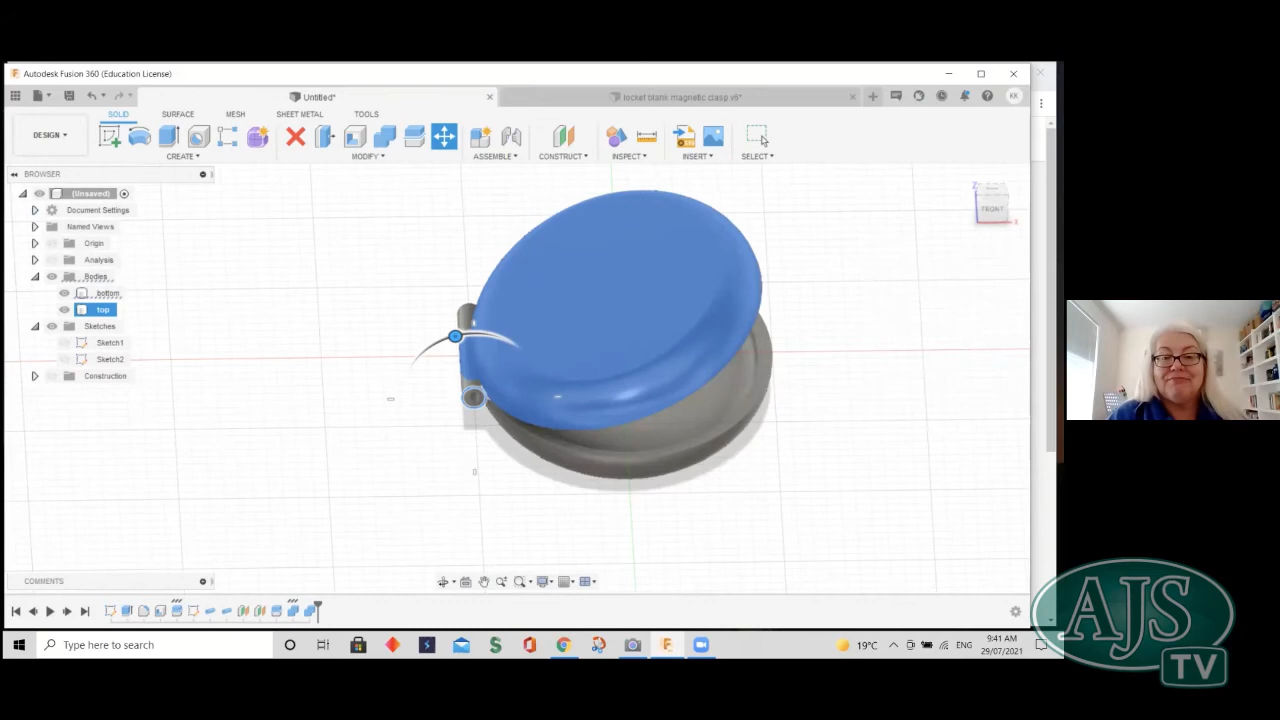 Autodesk Fusion 360 (Education License)
Untitled*
locket blank magnetic clasp v6*
KK
DESIGN
SOLID
SURFACE
MESH
SHEET METAL
TOOLS
CREATE
MODIFY
ASSEMBLE
CONSTRUCT
INSPECT
INSERT
SELECT
BROWSER
(Unsaved)
Document Settings
Named Views
Origin
Analysis
Bodies
bottom
top
Sketches
Sketch1
Sketch2
Construction
Z
FRONT
X
COMMENTS
Type here to search
19°C
ENG
9:41 AM
29/07/2021
AJS
TV